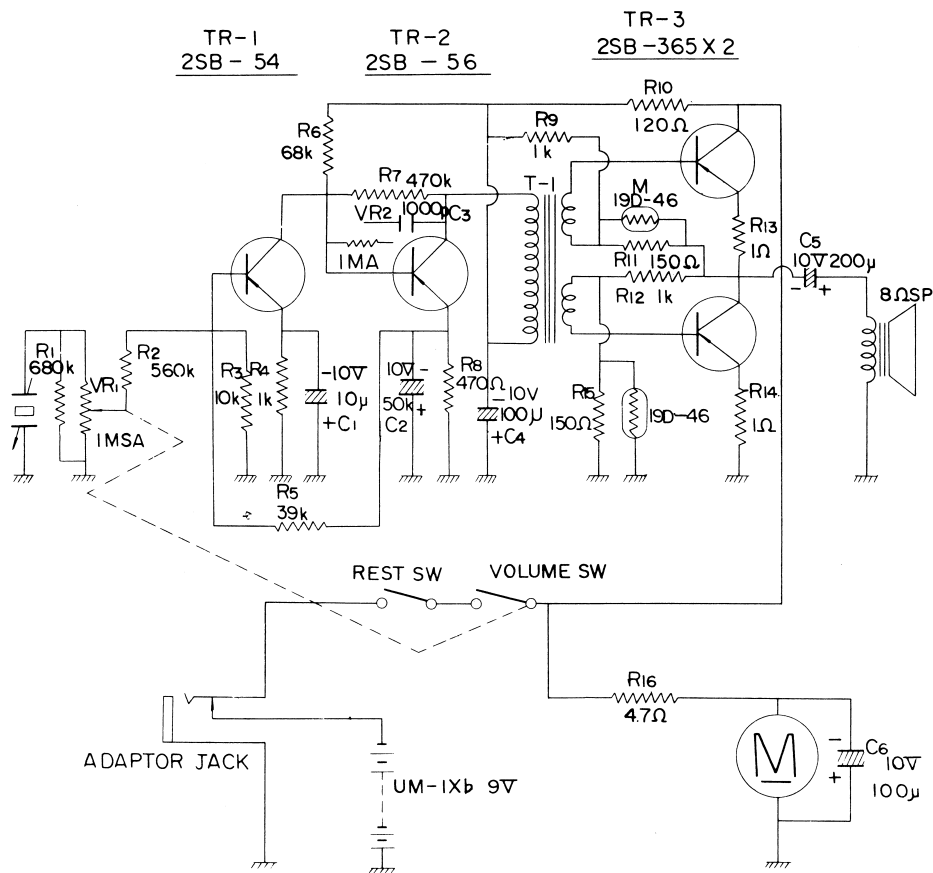 TR-1
2SB-54
TR-2
2SB-56
TR-3
2SB-365X2
R10
120Ω
R9
1k
R6
68k
R7 470k
VR2
1000p C3
1MA
T-1
M
19D-46
R11 150Ω
R12 1k
R13
1Ω
C5
10V 200μ
- +
8ΩSP
R1
680k
VR1
1MSA
R2
560k
R3
10k
R4
1k
-10V
10μ
+C1
10V -
50k +
C2
R8
470Ω
-10V
100μ
+C4
R15
150Ω
19D-46
R14
1Ω
R5
39k
REST SW
VOLUME SW
R16
4.7Ω
ADAPTOR JACK
UM-1Xb 9V
M
-
+
C6 10V
100μ